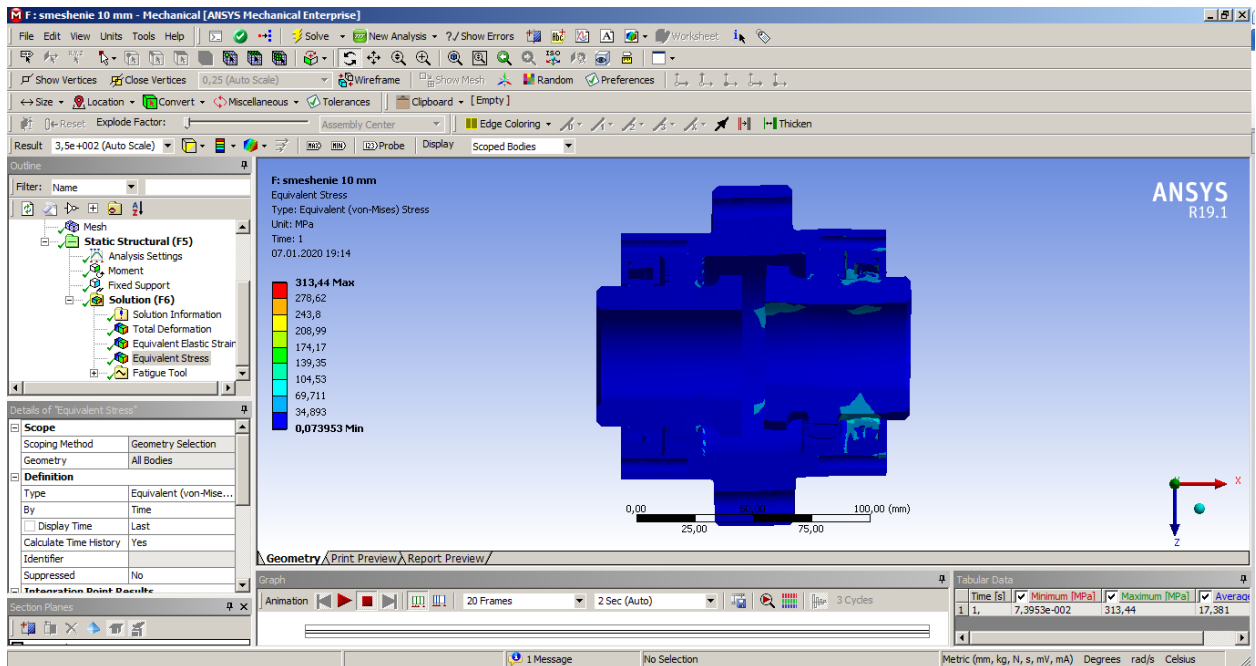 F : smeshenie 10 mm - Mechanical [ANSYS Mechanical Enterprise]
File Edit View Units Tools Help Solve New Analysis ?/ Show Errors Worksheet
Show Vertices Close Vertices 0,25 (Auto Scale) Wireframe Show Mesh Random Preferences
Size Location Convert Miscellaneous Tolerances Clipboard [Empty]
Reset Explode Factor: Assembly Center Edge Coloring Thicken
Result 3,5e+002 (Auto Scale) MAX MIN Probe Display Scoped Bodies
Outline
Filter: Name
Mesh
Static Structural (F5)
Analysis Settings
Moment
Fixed Support
Solution (F6)
Solution Information
Total Deformation
Equivalent Elastic Strain
Equivalent Stress
Fatigue Tool
Details of "Equivalent Stress"
Scope
Scoping Method Geometry Selection
Geometry All Bodies
Definition
Type Equivalent (von-Mise...
By Time
Display Time Last
Calculate Time History Yes
Identifier
Suppressed No
Integration Point Results
Section Planes
F: smeshenie 10 mm
Equivalent Stress
Type: Equivalent (von-Mises) Stress
Unit: MPa
Time: 1
07.01.2020 19:14
313,44 Max
278,62
243,8
208,99
174,17
139,35
104,53
69,711
34,893
0,073953 Min
ANSYS
R19.1
0,00 50,00 100,00 (mm)
25,00 75,00
X
Z
Geometry Print Preview Report Preview
Graph
Animation 20 Frames 2 Sec (Auto) 3 Cycles
Tabular Data
Time [s] Minimum [MPa] Maximum [MPa] Average
1 1, 7,3953e-002 313,44 17,381
1 Message No Selection Metric (mm, kg, N, s, mV, mA) Degrees rad/s Celsius